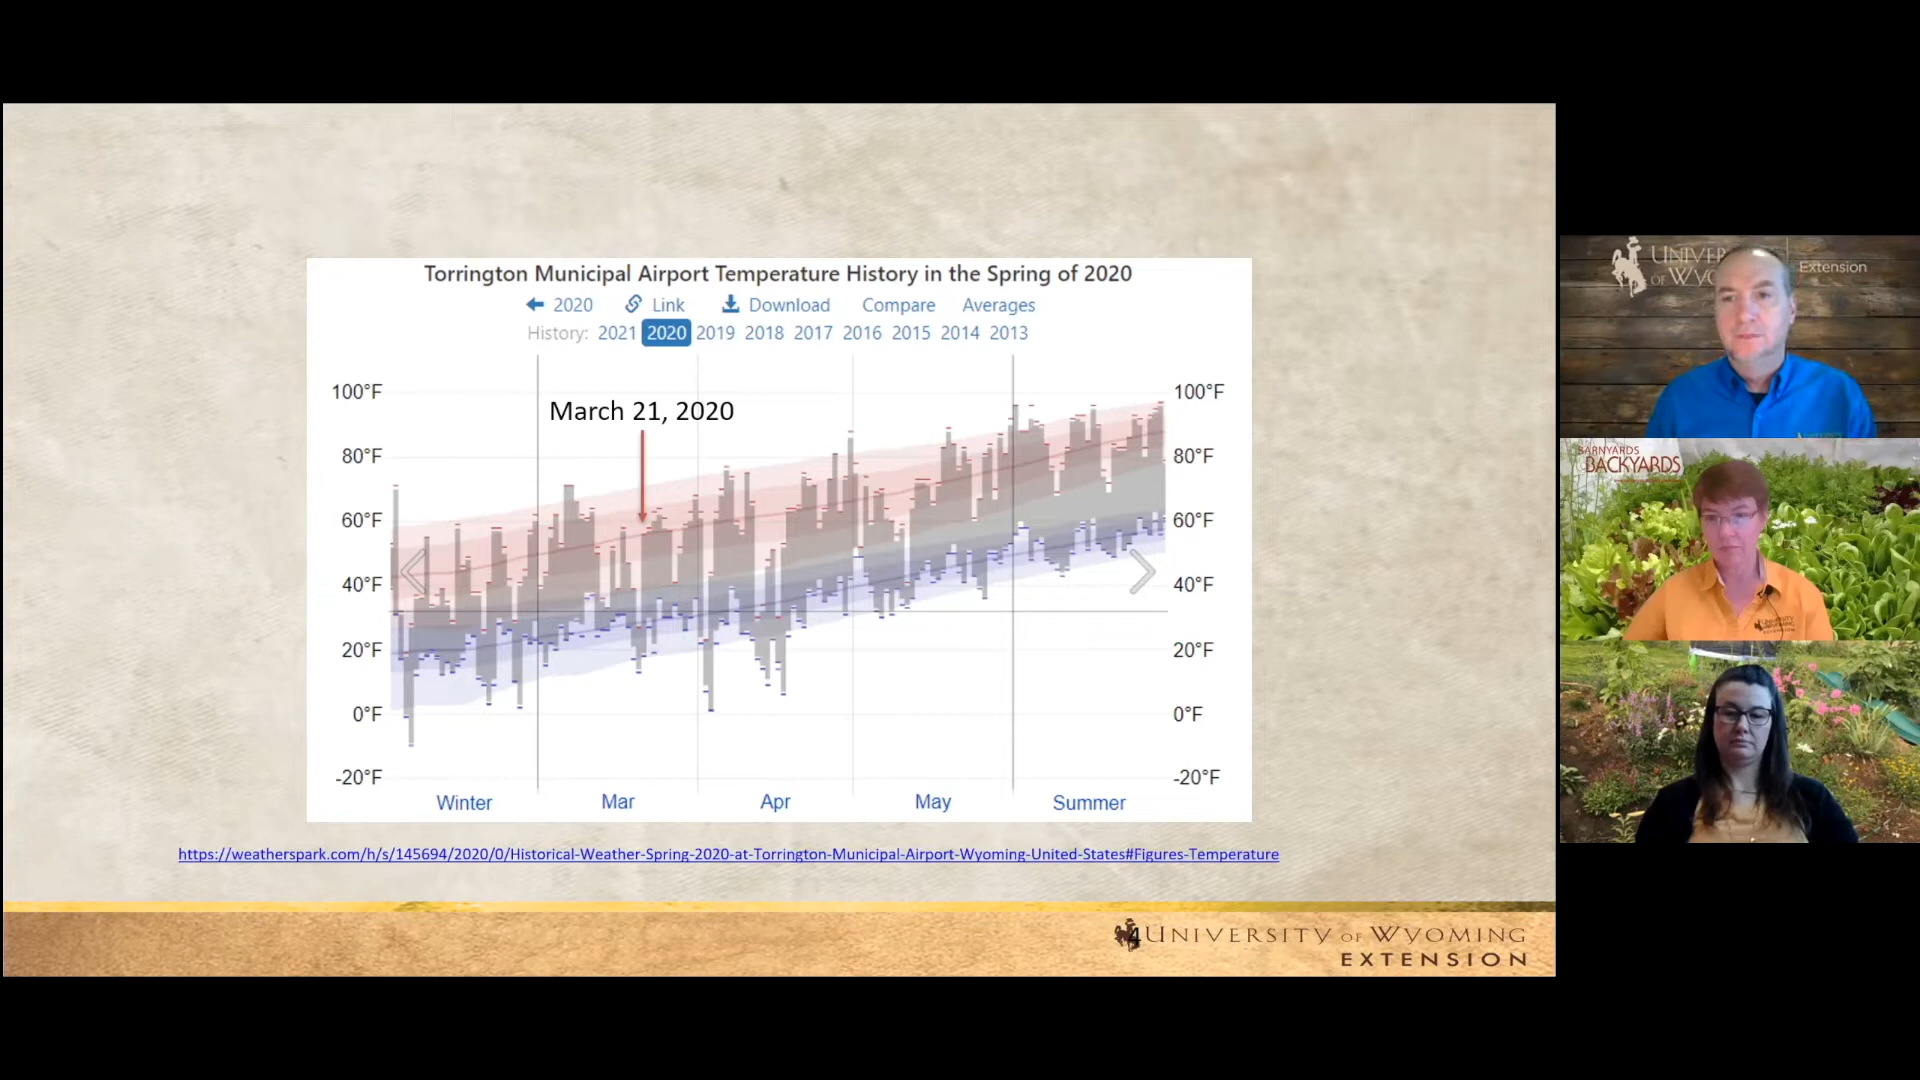 Torrington Municipal Airport Temperature History in the Spring of 2020
2020 Link Download Compare Averages
History: 2021 2020 2019 2018 2017 2016 2015 2014 2013
100°F 100°F
March 21, 2020
80°F 80°F
60°F 60°F
40°F 40°F
20°F 20°F
0°F 0°F
-20°F -20°F
Winter Mar Apr May Summer
https://weatherspark.com/h/s/145694/2020/0/Historical-Weather-Spring-2020-at-Torrington-Municipal-Airport-Wyoming-United-States#Figures-Temperature
4
UNIVERSITY OF WYOMING
EXTENSION
Extension
BARNYARDS
BACKYARDS